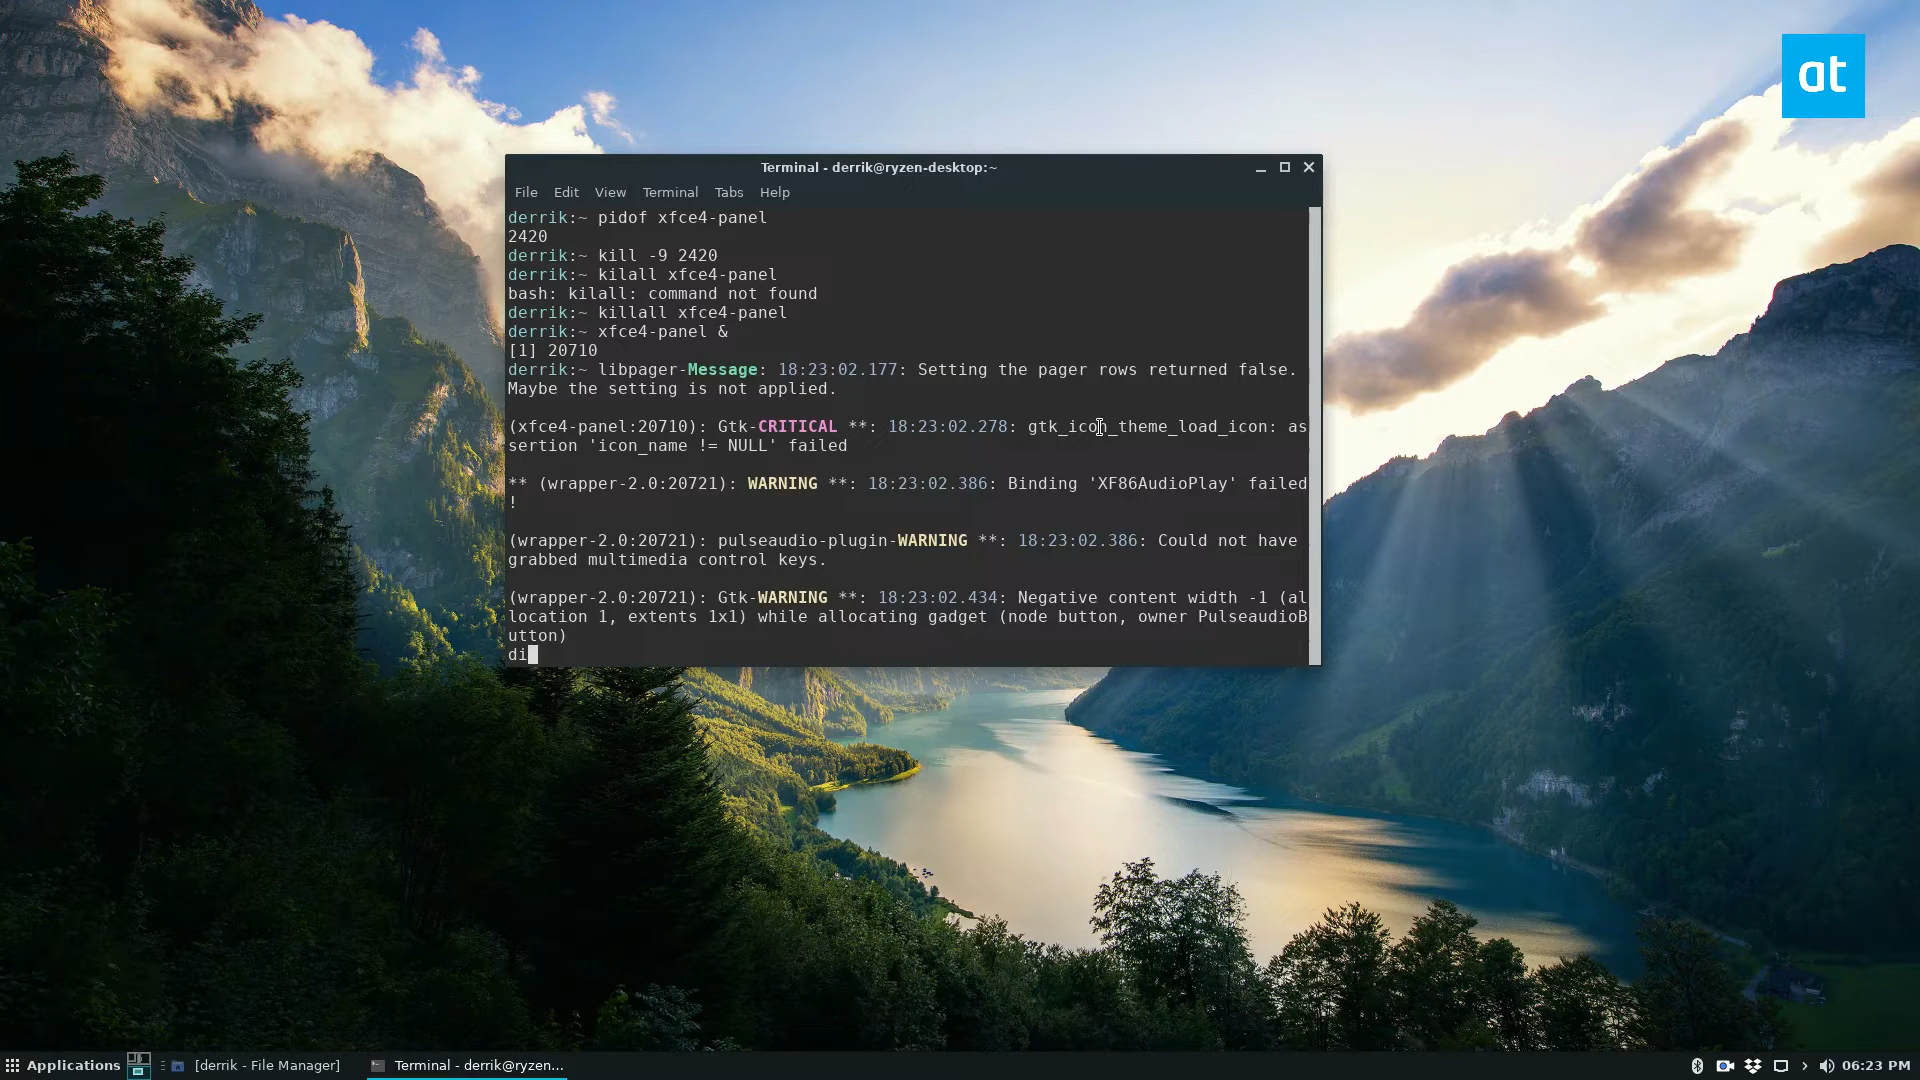 at
Terminal - derrik@ryzen-desktop:~
File Edit View Terminal Tabs Help
derrik:~ pidof xfce4-panel
2420
derrik:~ kill -9 2420
derrik:~ kilall xfce4-panel
bash: kilall: command not found
derrik:~ killall xfce4-panel
derrik:~ xfce4-panel &
[1] 20710
derrik:~ libpager-Message: 18:23:02.177: Setting the pager rows returned false.
Maybe the setting is not applied.
(xfce4-panel:20710): Gtk-CRITICAL **: 18:23:02.278: gtk_icon_theme_load_icon: as
sertion 'icon_name != NULL' failed
** (wrapper-2.0:20721): WARNING **: 18:23:02.386: Binding 'XF86AudioPlay' failed
!
(wrapper-2.0:20721): pulseaudio-plugin-WARNING **: 18:23:02.386: Could not have
grabbed multimedia control keys.
(wrapper-2.0:20721): Gtk-WARNING **: 18:23:02.434: Negative content width -1 (al
location 1, extents 1x1) while allocating gadget (node button, owner PulseaudioB
utton)
di
Applications [derrik - File Manager] Terminal - derrik@ryzen... 06:23 PM